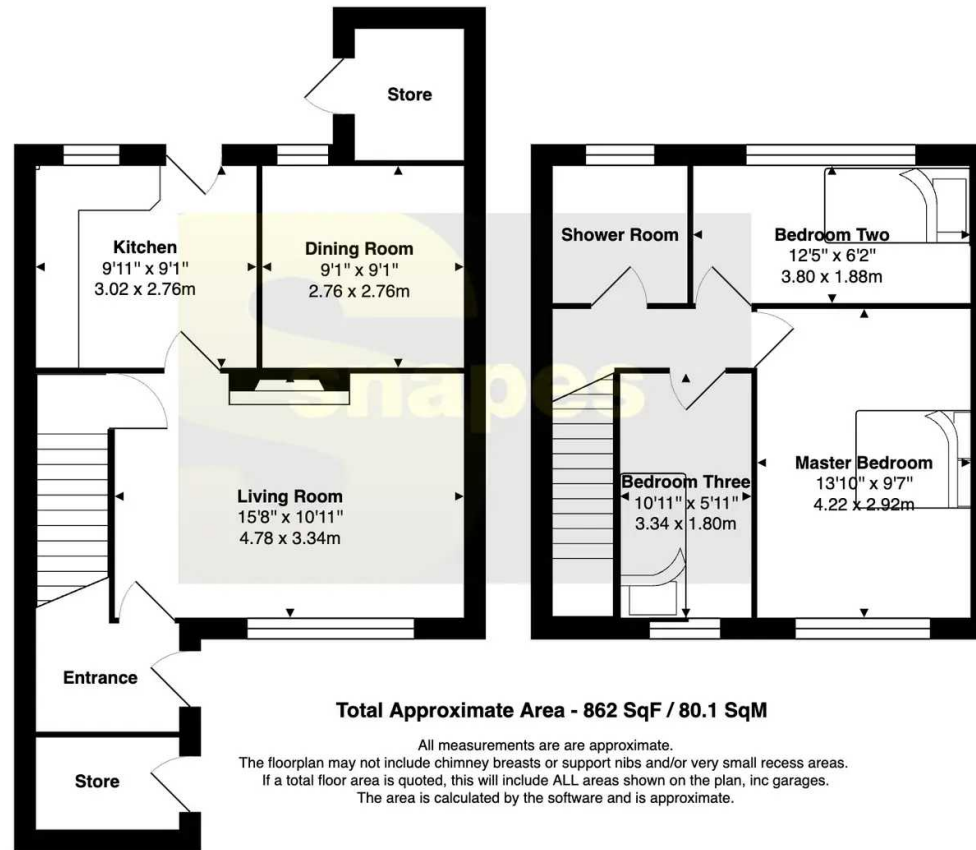 Store
Kitchen
9'11" x 9'1"
3.02 x 2.76m
Dining Room
9'1" x 9'1"
2.76 x 2.76m
Living Room
15'8" x 10'11"
4.78 x 3.34m
Entrance
Store
Shower Room
Bedroom Two
12'5" x 6'2"
3.80 x 1.88m
Bedroom Three
10'11" x 5'11"
3.34 x 1.80m
Master Bedroom
13'10" x 9'7"
4.22 x 2.92m
S
snapes
Total Approximate Area - 862 SqF / 80.1 SqM
All measurements are are approximate.
The floorplan may not include chimney breasts or support nibs and/or very small recess areas.
If a total floor area is quoted, this will include ALL areas shown on the plan, inc garages.
The area is calculated by the software and is approximate.